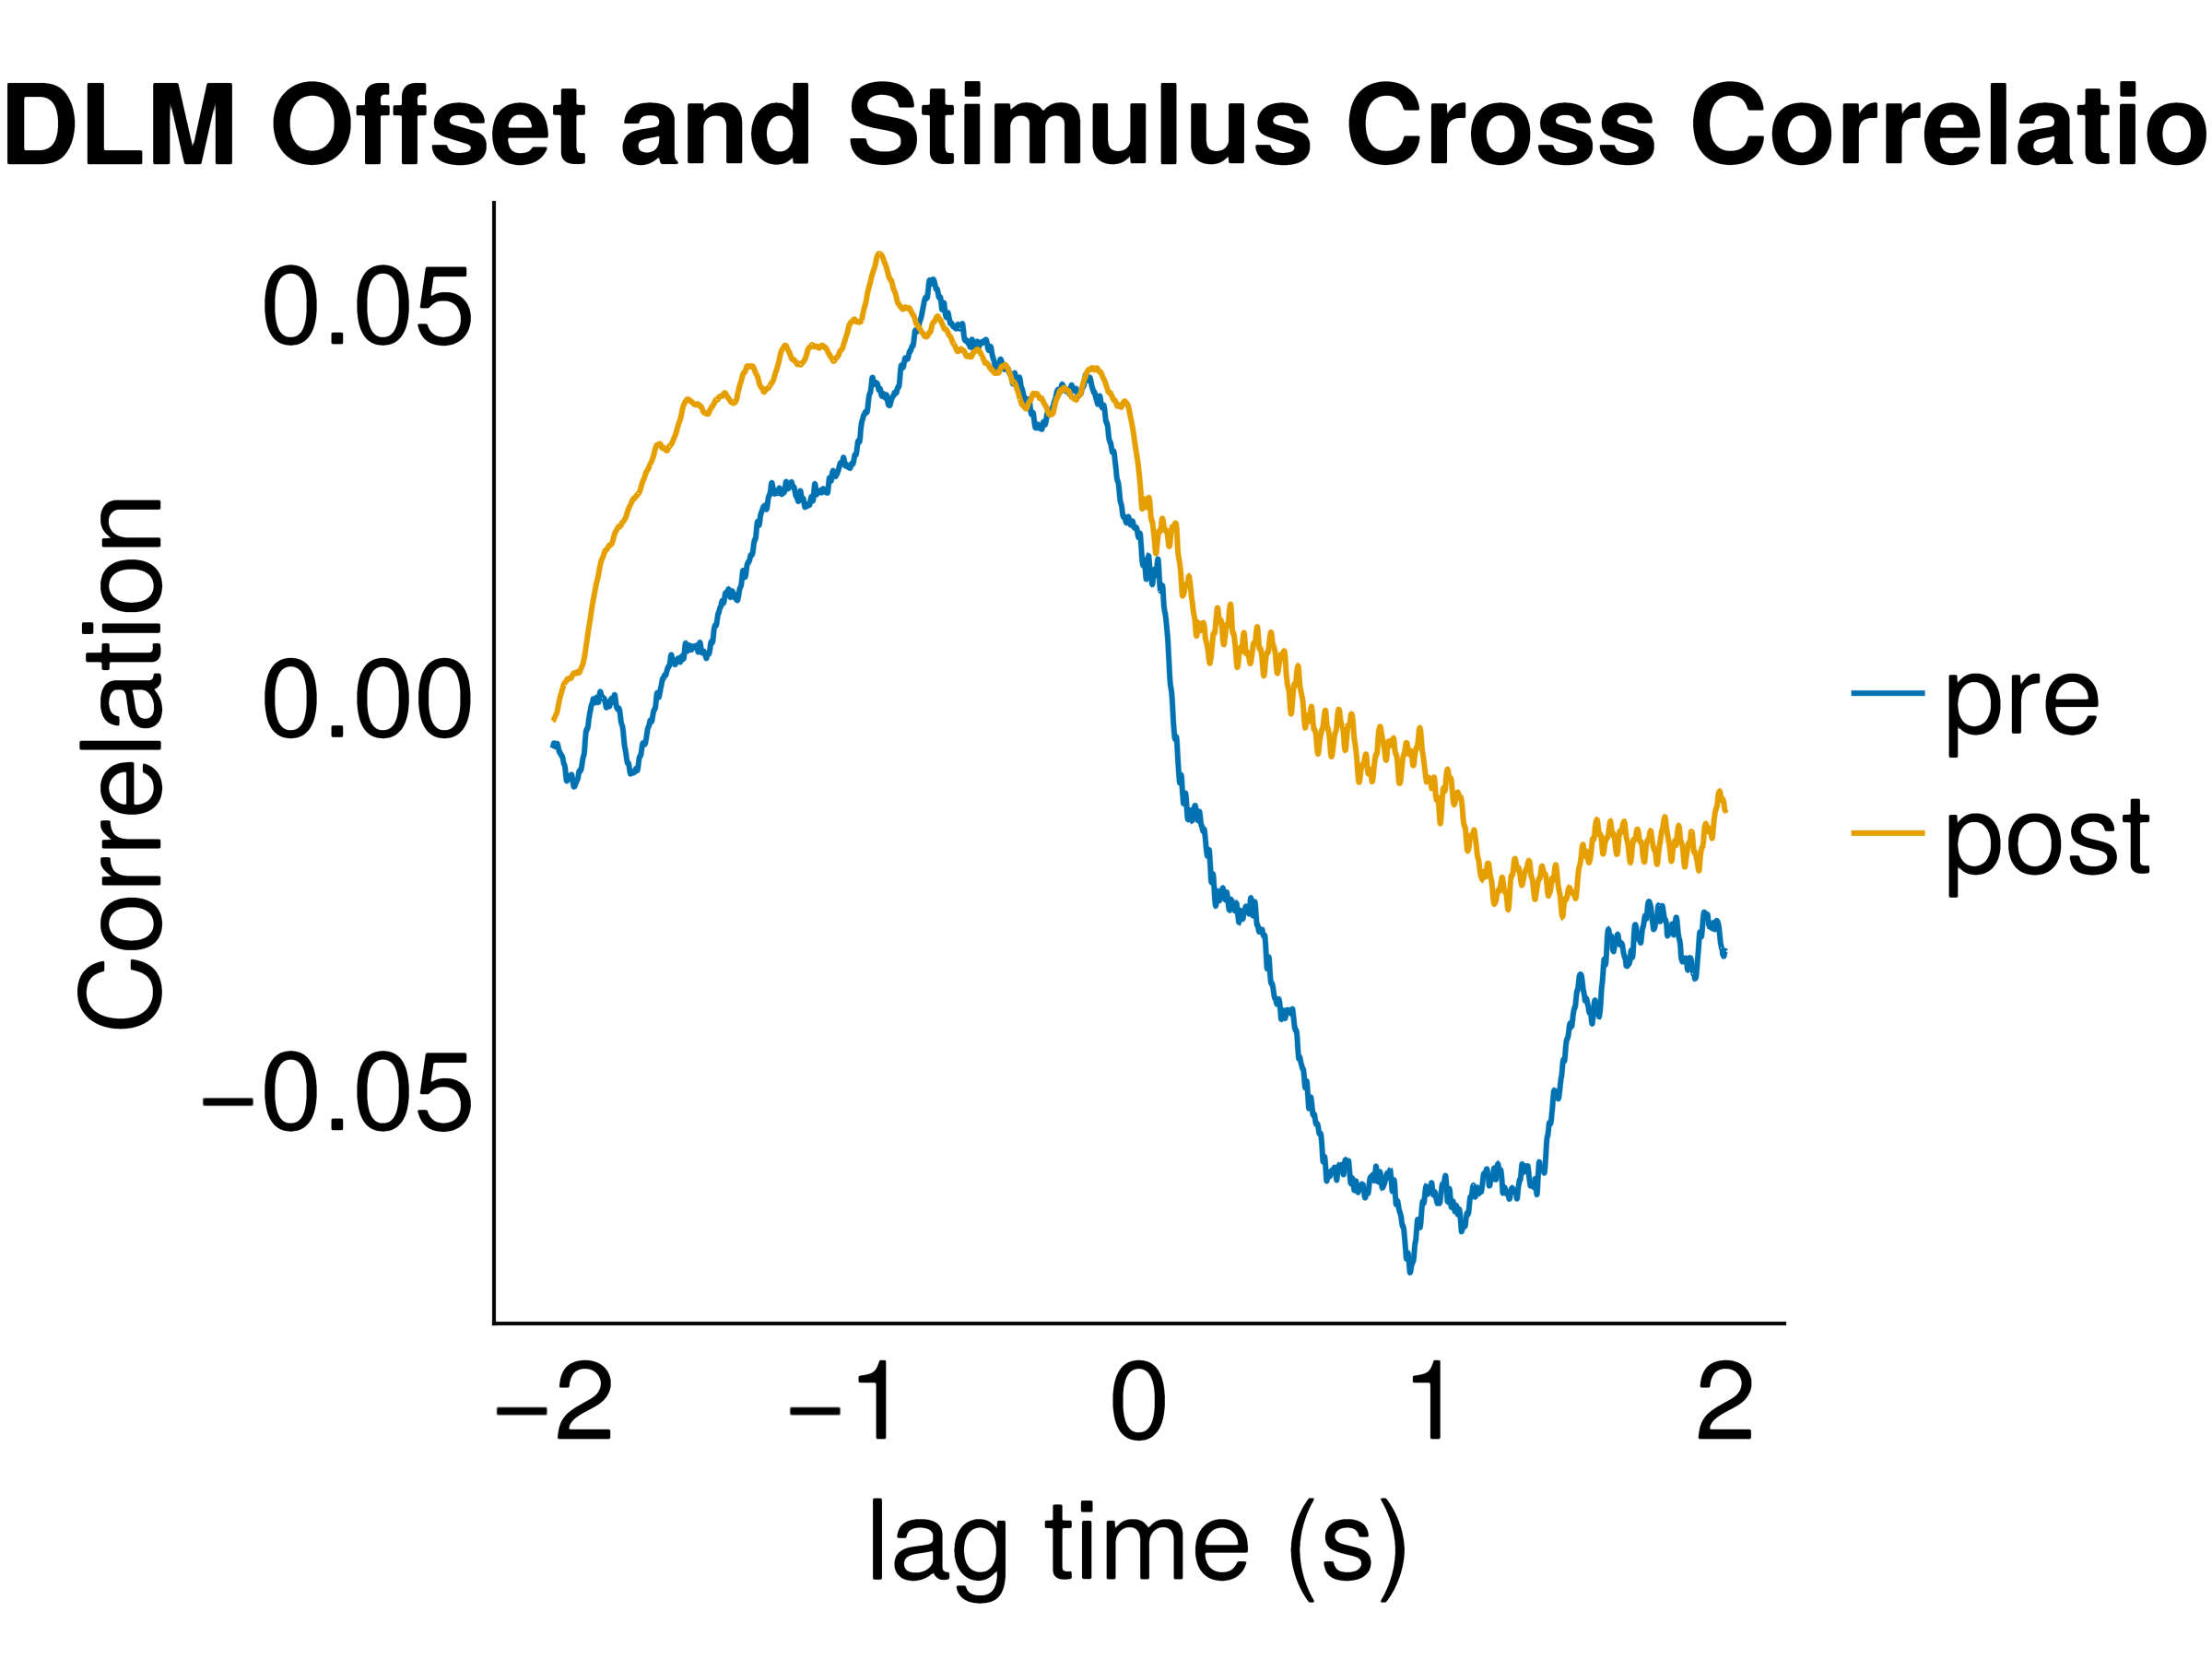 DLM Offset and Stimulus Cross Correlatio
0.05
0.00
−0.05
Correlation
−2 −1 0 1 2
lag time (s)
pre
post